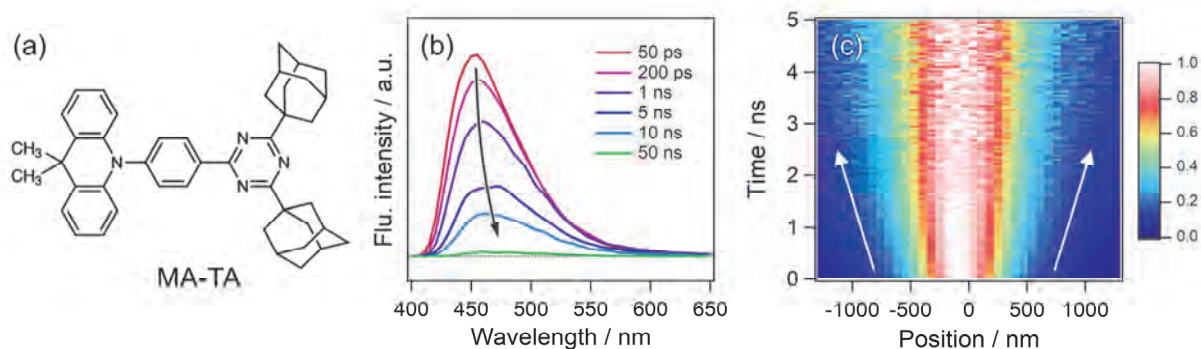 (a)
CH₃
CH₃
N
N
N
N
MA-TA
(b)
50 ps
200 ps
1 ns
5 ns
10 ns
50 ns
Flu. intensity / a.u.
400 450 500 550 600 650
Wavelength / nm
(c)
5
4
3
2
1
0
Time / ns
-1000 -500 0 500 1000
Position / nm
1.0
0.8
0.6
0.4
0.2
0.0